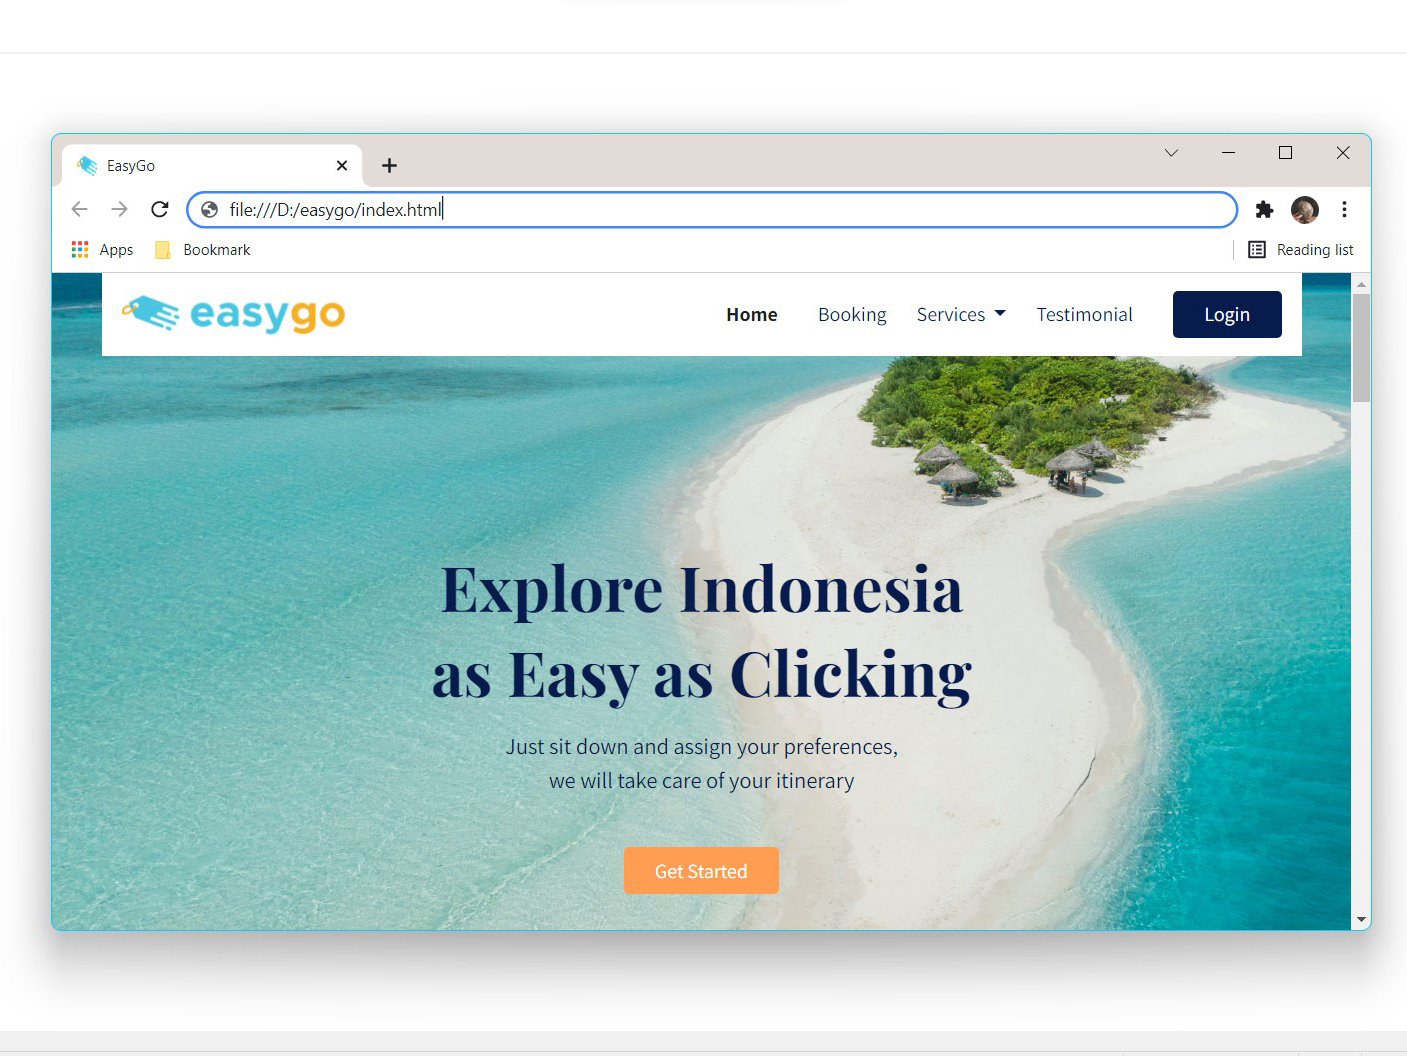 EasyGo
file:///D:/easygo/index.html
Apps Bookmark Reading list
easygo Home Booking Services Testimonial Login
Explore Indonesia
as Easy as Clicking
Just sit down and assign your preferences,
we will take care of your itinerary
Get Started